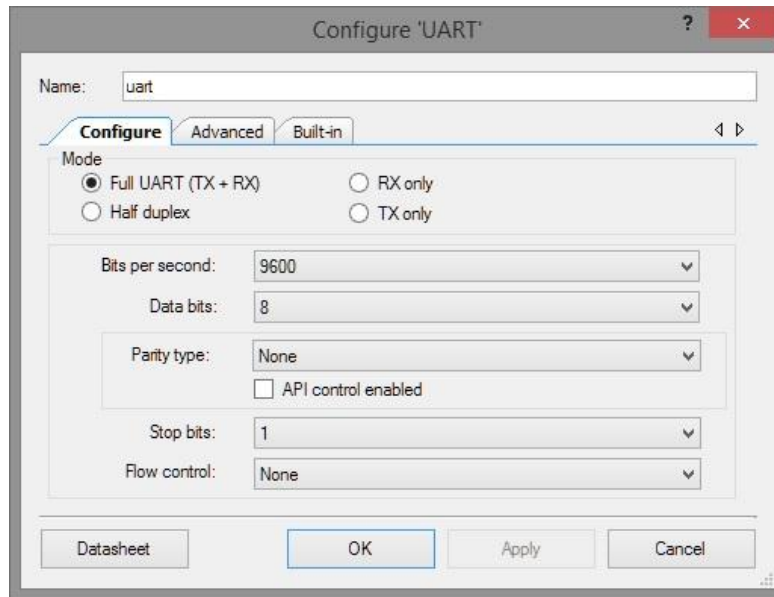 Configure 'UART'
?
Name: uart
Configure Advanced Built-in
Mode
Full UART (TX + RX) RX only
Half duplex TX only
Bits per second: 9600
Data bits: 8
Parity type: None
API control enabled
Stop bits: 1
Flow control: None
Datasheet OK Apply Cancel